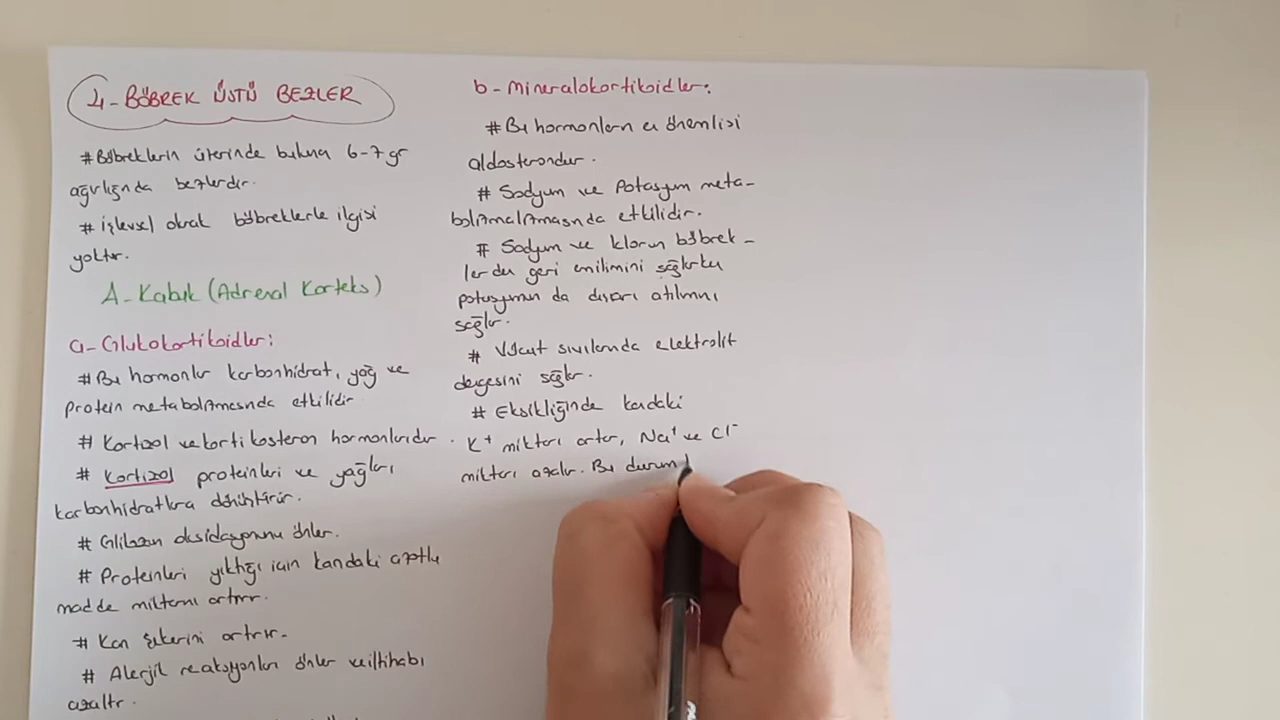 4- BÖBREK ÜSTÜ BEZLER
# Böbreklerin üzerinde bulunan 6-7 gr
ağırlığında bezlerdir.
# İşlevsel olarak böbreklerle ilgisi
yoktur.
A- Kabuk (Adrenal Korteks)
a- Glukokortikoidler:
# Bu hormonlar karbonhidrat, yağ ve
protein metabolizmasında etkilidir
# Kortizol ve kortikosteron hormonlarıdır.
# Kortizol proteinleri ve yağları
karbonhidratlara dönüştürür.
# Glikozun oksidasyonunu önler.
# Proteinleri yıktığı için kandaki azotlu
madde miktarını artırır.
# Kan şekerini artırır.
# Alerjik reaksiyonları önler ve iltihabı
azaltır.
b- Mineralokortikoidler:
# Bu hormonların en önemlisi
aldosterondur.
# Sodyum ve Potasyum meta-
bolizmasında etkilidir.
# Sodyum ve klorun böbrek-
lerden geri emilimini sağlarken
potasyumun da dışarı atılımını
sağlar.
# Vücut sıvılarında elektrolit
dengesini sağlar.
# Eksikliğinde kandaki
K⁺ miktarı artar, Na⁺ ve Cl⁻
miktarı azalır. Bu durum